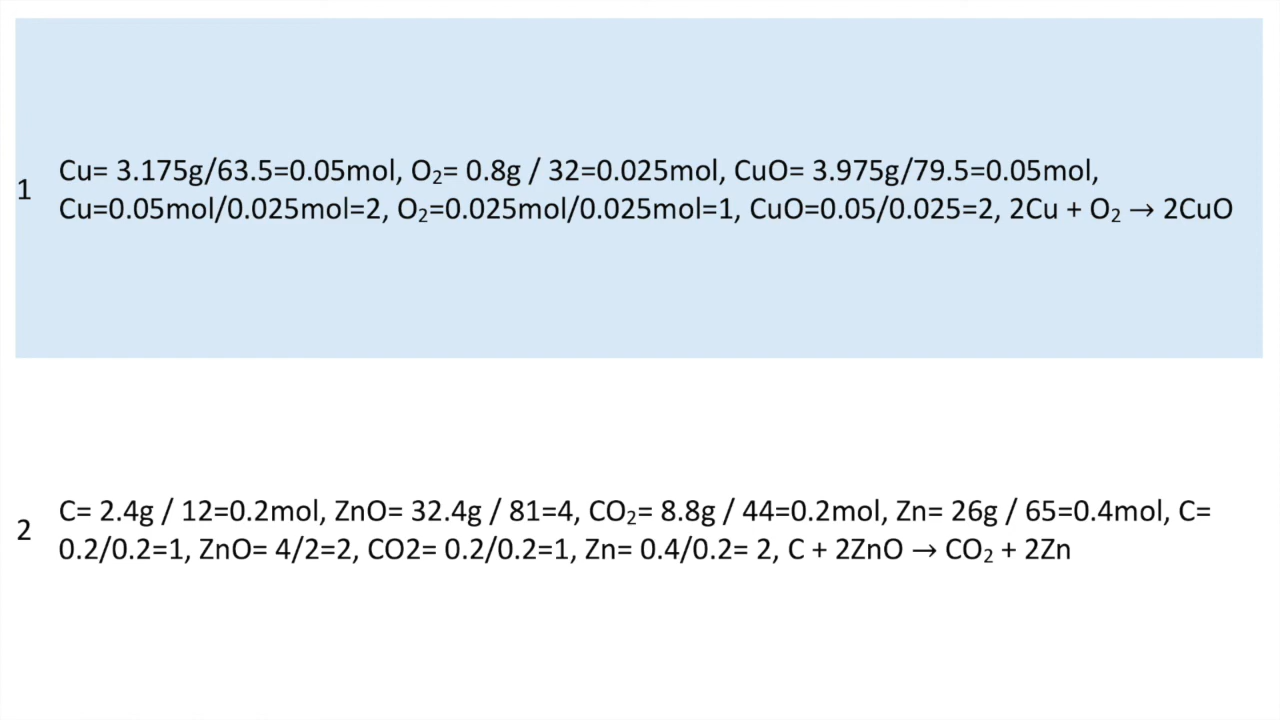 1
Cu= 3.175g/63.5=0.05mol, O₂= 0.8g / 32=0.025mol, CuO= 3.975g/79.5=0.05mol,
Cu=0.05mol/0.025mol=2, O₂=0.025mol/0.025mol=1, CuO=0.05/0.025=2, 2Cu + O₂ → 2CuO
2
C= 2.4g / 12=0.2mol, ZnO= 32.4g / 81=4, CO₂= 8.8g / 44=0.2mol, Zn= 26g / 65=0.4mol, C=
0.2/0.2=1, ZnO= 4/2=2, CO2= 0.2/0.2=1, Zn= 0.4/0.2= 2, C + 2ZnO → CO₂ + 2Zn